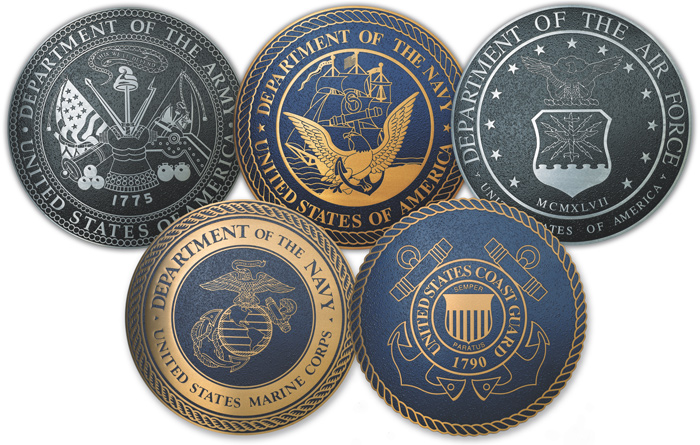 DEPARTMENT OF THE ARMY
UNITED STATES OF AMERICA
1775
DEPARTMENT OF THE NAVY
UNITED STATES OF AMERICA
DEPARTMENT OF THE AIR FORCE
MCMXLVII
UNITED STATES OF AMERICA
DEPARTMENT OF THE NAVY
UNITED STATES MARINE CORPS
UNITED STATES COAST GUARD
SEMPER
PARATUS
1790